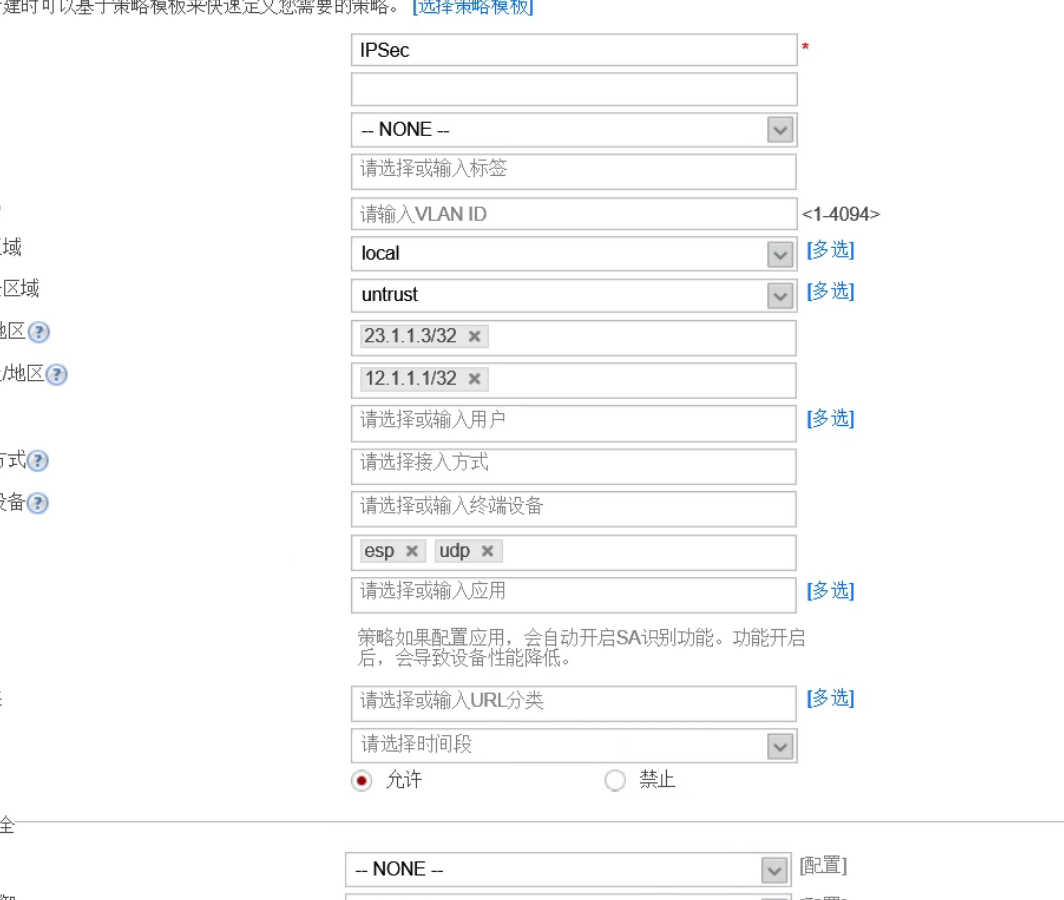 建时可以基于策略模板来快速定义您需要的策略。 [选择策略模板]
IPSec *
-- NONE --
请选择或输入标签
请输入VLAN ID <1-4094>
域 local [多选]
区域 untrust [多选]
地区 ? 23.1.1.3/32 ×
/地区 ? 12.1.1.1/32 ×
请选择或输入用户 [多选]
方式 ? 请选择接入方式
设备 ? 请选择或输入终端设备
esp × udp ×
请选择或输入应用 [多选]
策略如果配置应用，会自动开启SA识别功能。功能开启
后，会导致设备性能降低。
请选择或输入URL分类 [多选]
请选择时间段
允许 禁止
全
-- NONE -- [配置]